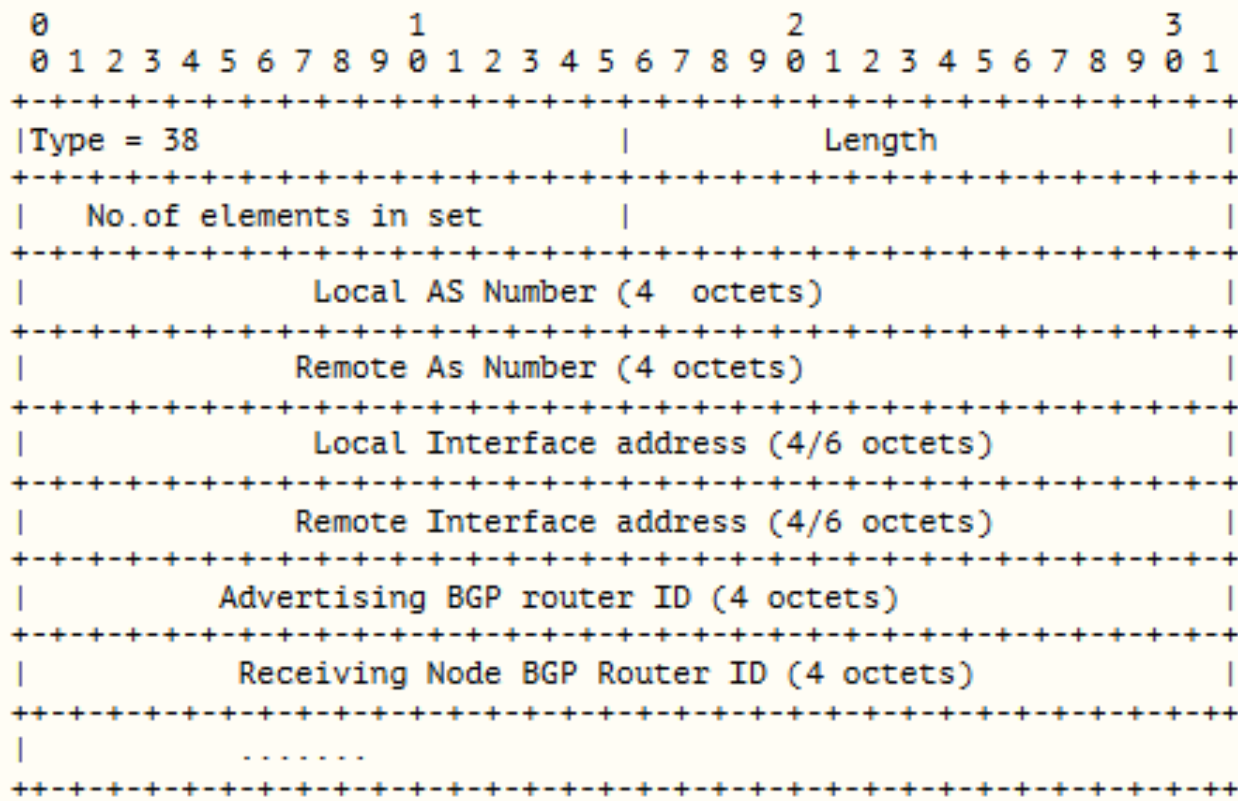 0                   1                   2                   3
 0 1 2 3 4 5 6 7 8 9 0 1 2 3 4 5 6 7 8 9 0 1 2 3 4 5 6 7 8 9 0 1
+-+-+-+-+-+-+-+-+-+-+-+-+-+-+-+-+-+-+-+-+-+-+-+-+-+-+-+-+-+-+-+-+
|Type = 38                      |          Length               |
+-+-+-+-+-+-+-+-+-+-+-+-+-+-+-+-+-+-+-+-+-+-+-+-+-+-+-+-+-+-+-+-+
|   No.of elements in set       |                               |
+-+-+-+-+-+-+-+-+-+-+-+-+-+-+-+-+-+-+-+-+-+-+-+-+-+-+-+-+-+-+-+-+
|               Local AS Number (4  octets)                     |
+-+-+-+-+-+-+-+-+-+-+-+-+-+-+-+-+-+-+-+-+-+-+-+-+-+-+-+-+-+-+-+-+
|              Remote As Number (4 octets)                      |
+-+-+-+-+-+-+-+-+-+-+-+-+-+-+-+-+-+-+-+-+-+-+-+-+-+-+-+-+-+-+-+-+
|               Local Interface address (4/6 octets)            |
+-+-+-+-+-+-+-+-+-+-+-+-+-+-+-+-+-+-+-+-+-+-+-+-+-+-+-+-+-+-+-+-+
|              Remote Interface address (4/6 octets)            |
+-+-+-+-+-+-+-+-+-+-+-+-+-+-+-+-+-+-+-+-+-+-+-+-+-+-+-+-+-+-+-+-+
|          Advertising BGP router ID (4 octets)                 |
+-+-+-+-+-+-+-+-+-+-+-+-+-+-+-+-+-+-+-+-+-+-+-+-+-+-+-+-+-+-+-+-+
|           Receiving Node BGP Router ID (4 octets)             |
++-+-+-+-+-+-+-+-+-+-+-+-+-+-+-+-+-+-+-+-+-+-+-+-+-+-+-+-+-+-+-++
|           .......
++-+-+-+-+-+-+-+-+-+-+-+-+-+-+-+-+-+-+-+-+-+-+-+-+-+-+-+-+-+-+-++